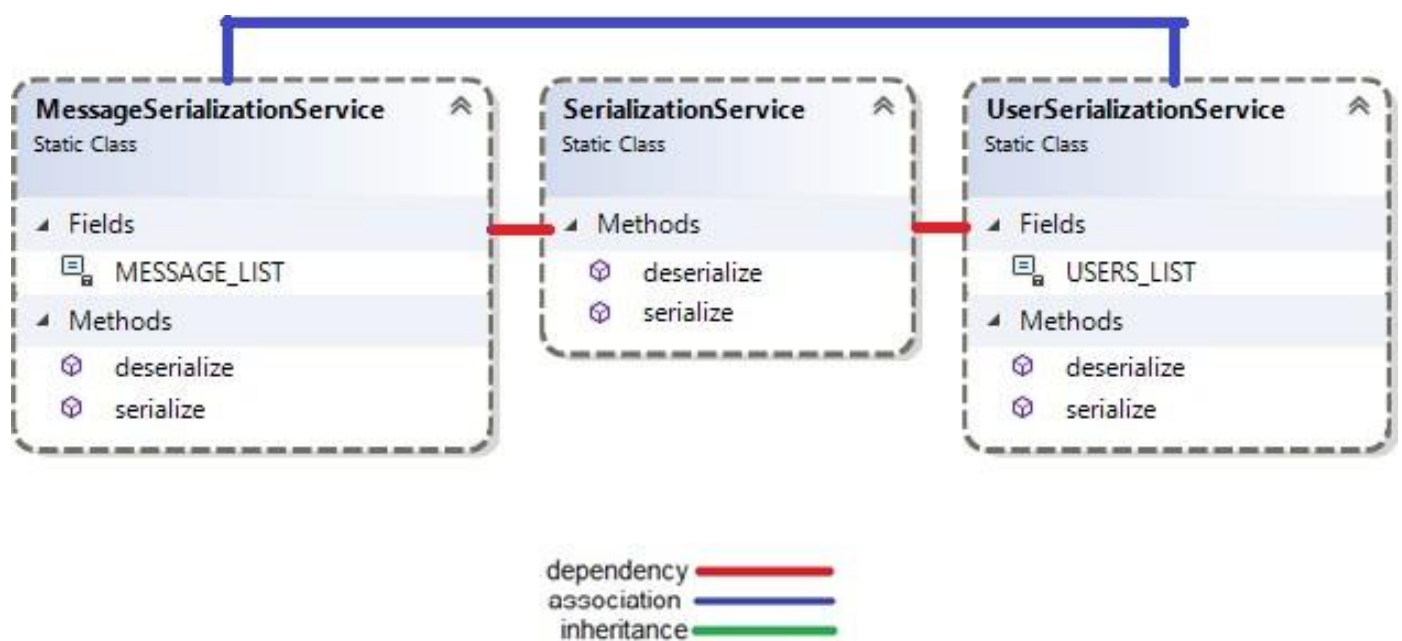 MessageSerializationService
Static Class
Fields
MESSAGE_LIST
Methods
deserialize
serialize
SerializationService
Static Class
Methods
deserialize
serialize
UserSerializationService
Static Class
Fields
USERS_LIST
Methods
deserialize
serialize
dependency
association
inheritance